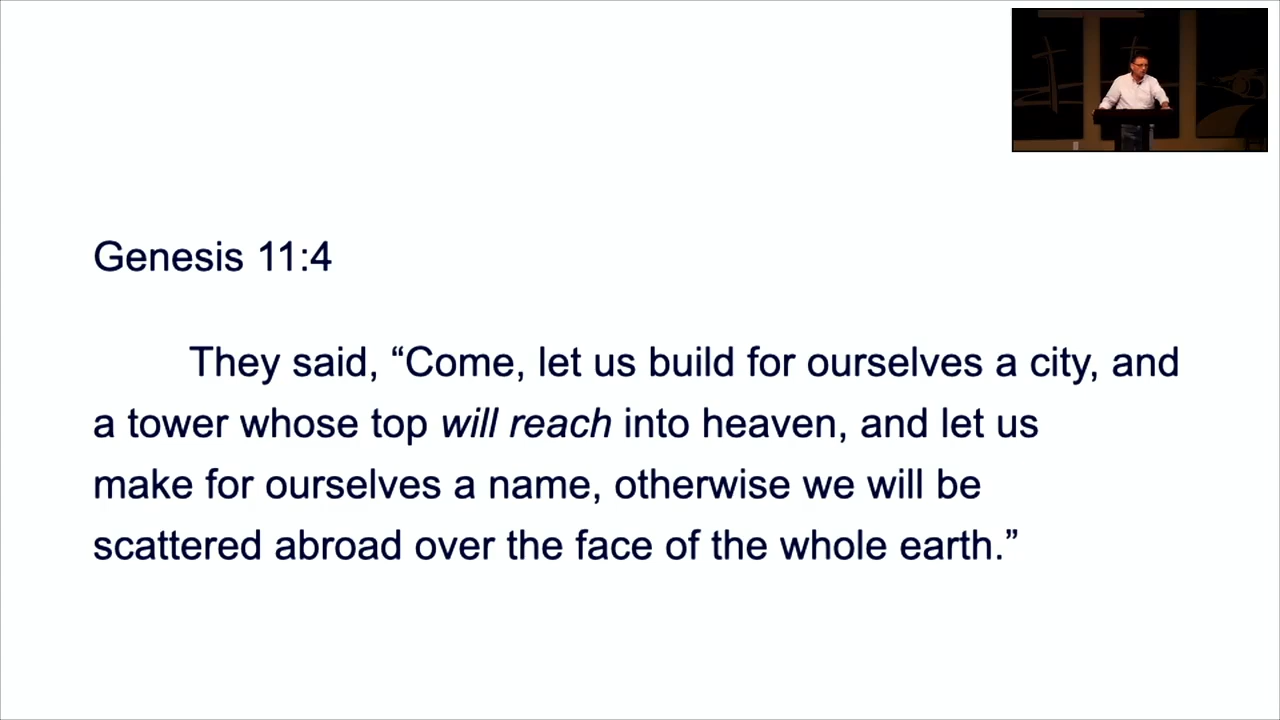 Genesis 11:4
They said, “Come, let us build for ourselves a city, and
a tower whose top will reach into heaven, and let us
make for ourselves a name, otherwise we will be
scattered abroad over the face of the whole earth.”